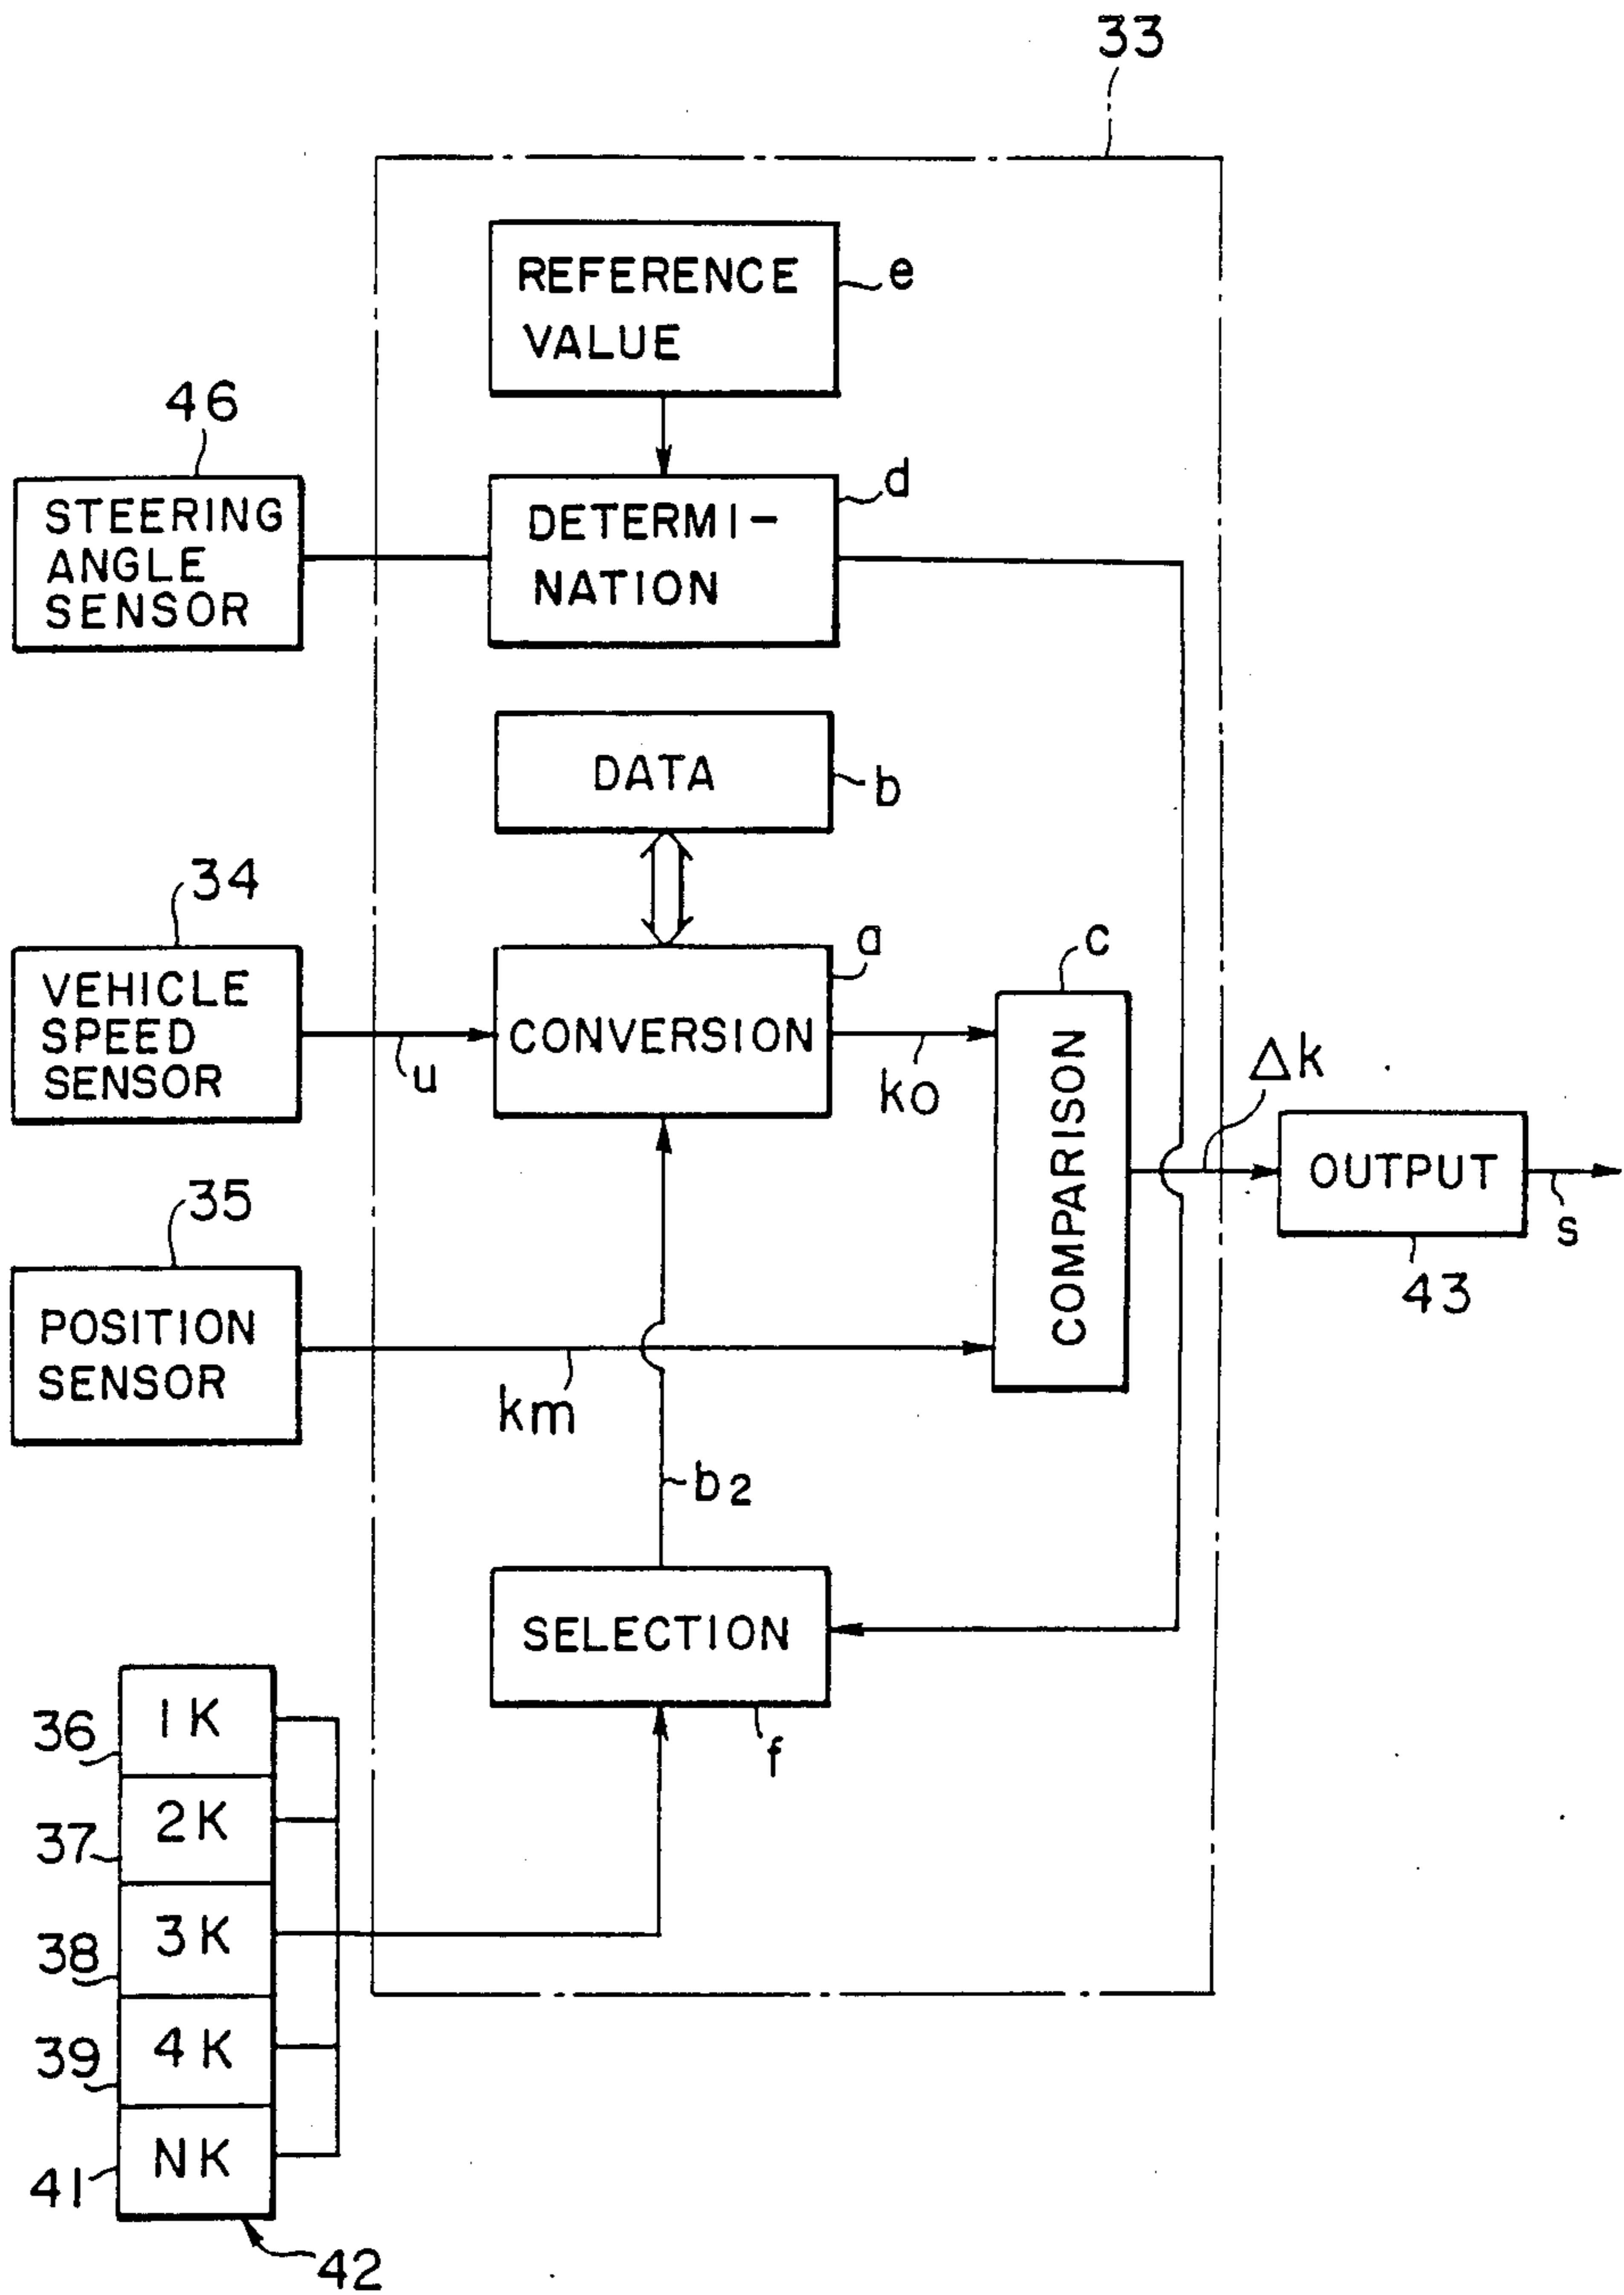 33
REFERENCE
VALUE
e
46
STEERING
ANGLE
SENSOR
DETERMI-
NATION
d
DATA
b
34
VEHICLE
SPEED
SENSOR
u
CONVERSION
a
ko
c
COMPARISON
Δk
OUTPUT
s
43
35
POSITION
SENSOR
km
b2
SELECTION
f
36
1K
37
2K
38
3K
39
4K
41
NK
42